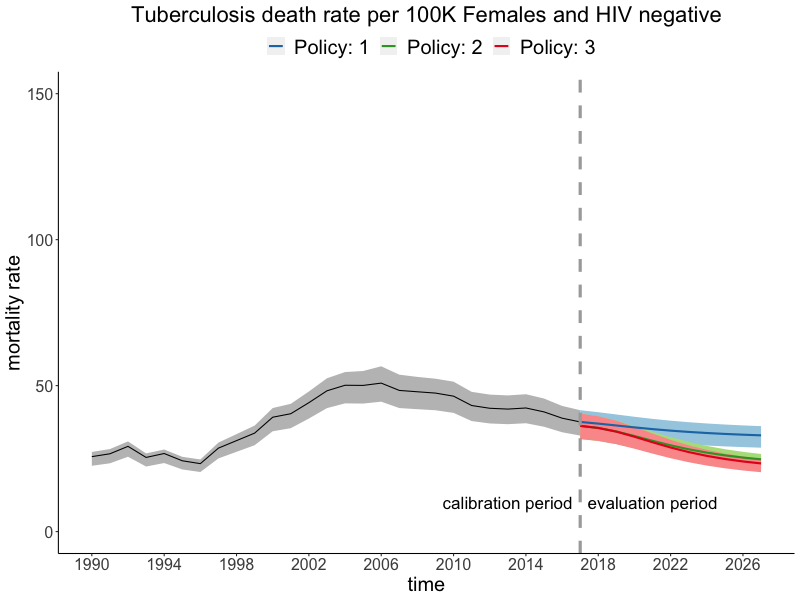 Tuberculosis death rate per 100K Females and HIV negative
Policy: 1 Policy: 2 Policy: 3
mortality rate
150
100
50
0
calibration period evaluation period
1990 1994 1998 2002 2006 2010 2014 2018 2022 2026
time